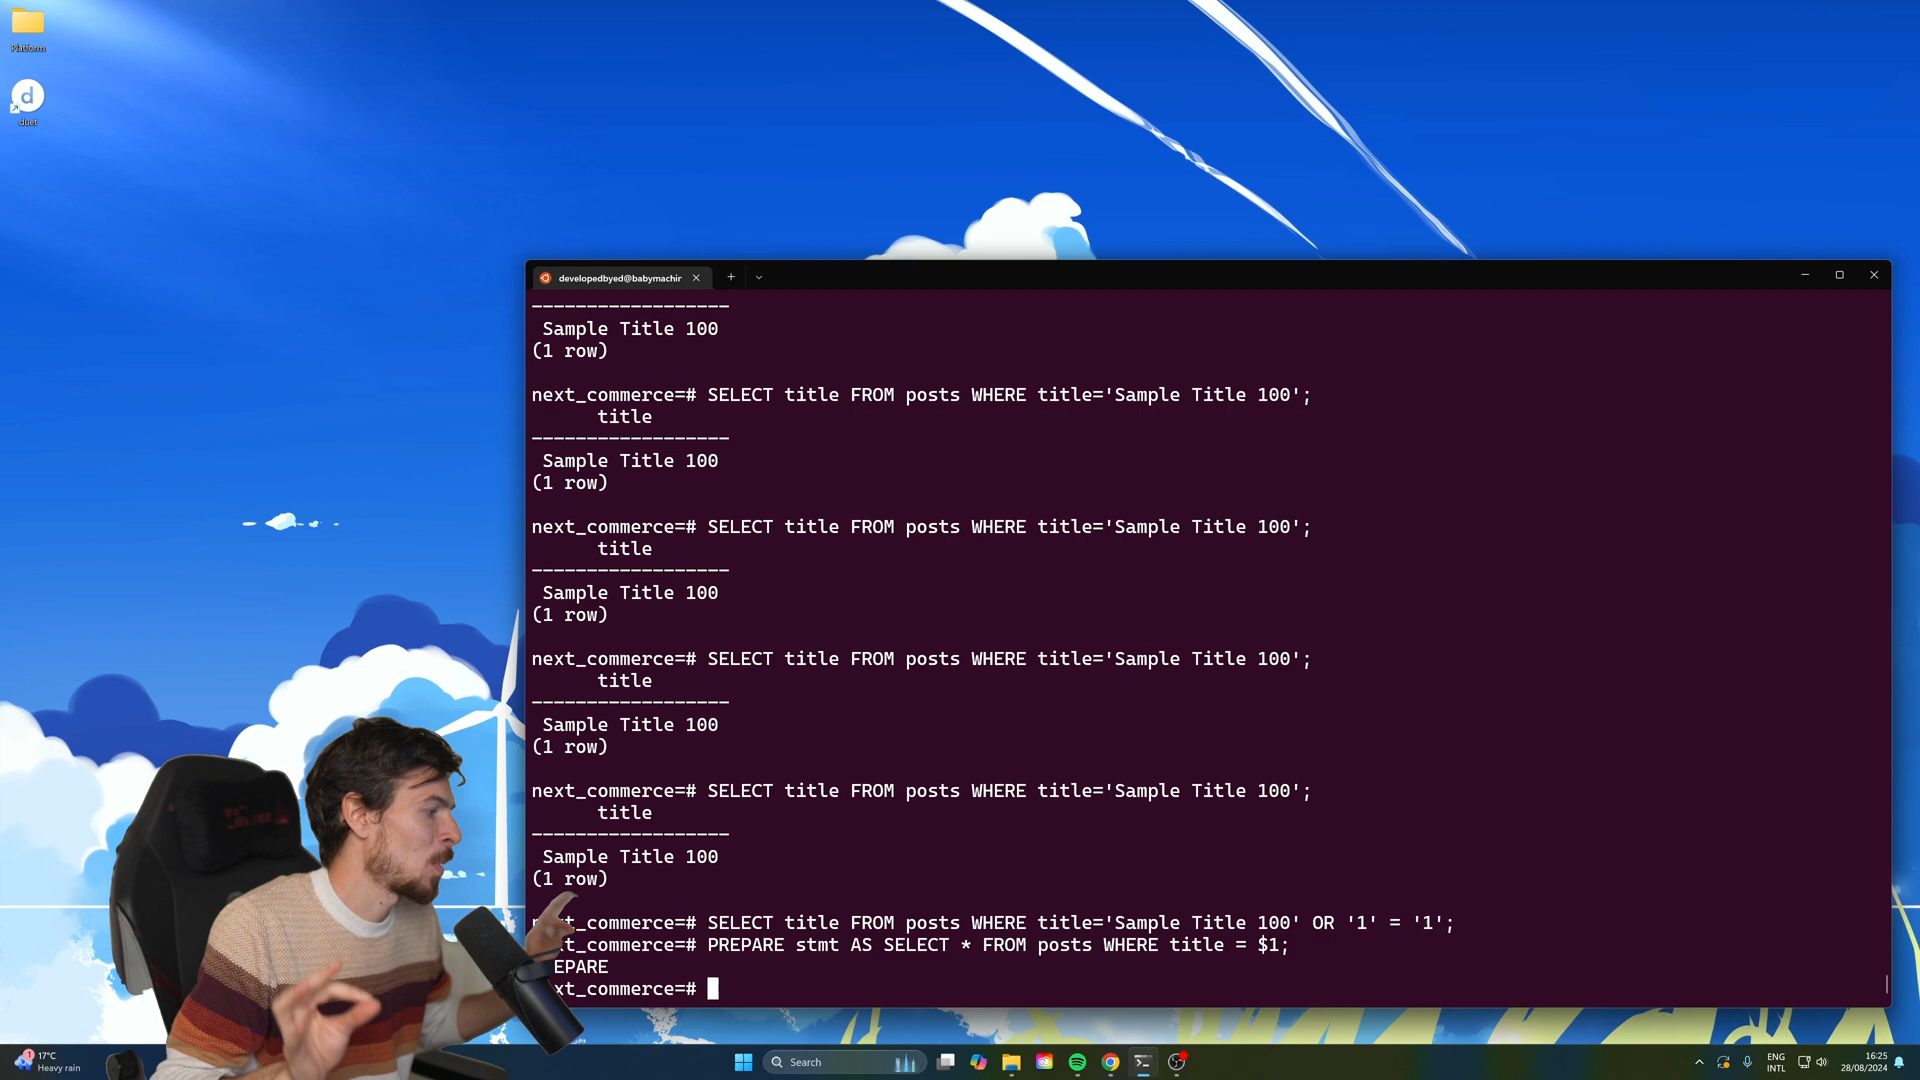 Platform
d
duet
developedbyed@babymachir
------------------
Sample Title 100
(1 row)
next_commerce=# SELECT title FROM posts WHERE title='Sample Title 100';
title
------------------
Sample Title 100
(1 row)
next_commerce=# SELECT title FROM posts WHERE title='Sample Title 100';
title
------------------
Sample Title 100
(1 row)
next_commerce=# SELECT title FROM posts WHERE title='Sample Title 100';
title
------------------
Sample Title 100
(1 row)
next_commerce=# SELECT title FROM posts WHERE title='Sample Title 100';
title
------------------
Sample Title 100
(1 row)
xt_commerce=# SELECT title FROM posts WHERE title='Sample Title 100' OR '1' = '1';
xt_commerce=# PREPARE stmt AS SELECT * FROM posts WHERE title = $1;
EPARE
xt_commerce=#
1
17°C
Heavy rain
Search
ENG
INTL
16:25
28/08/2024